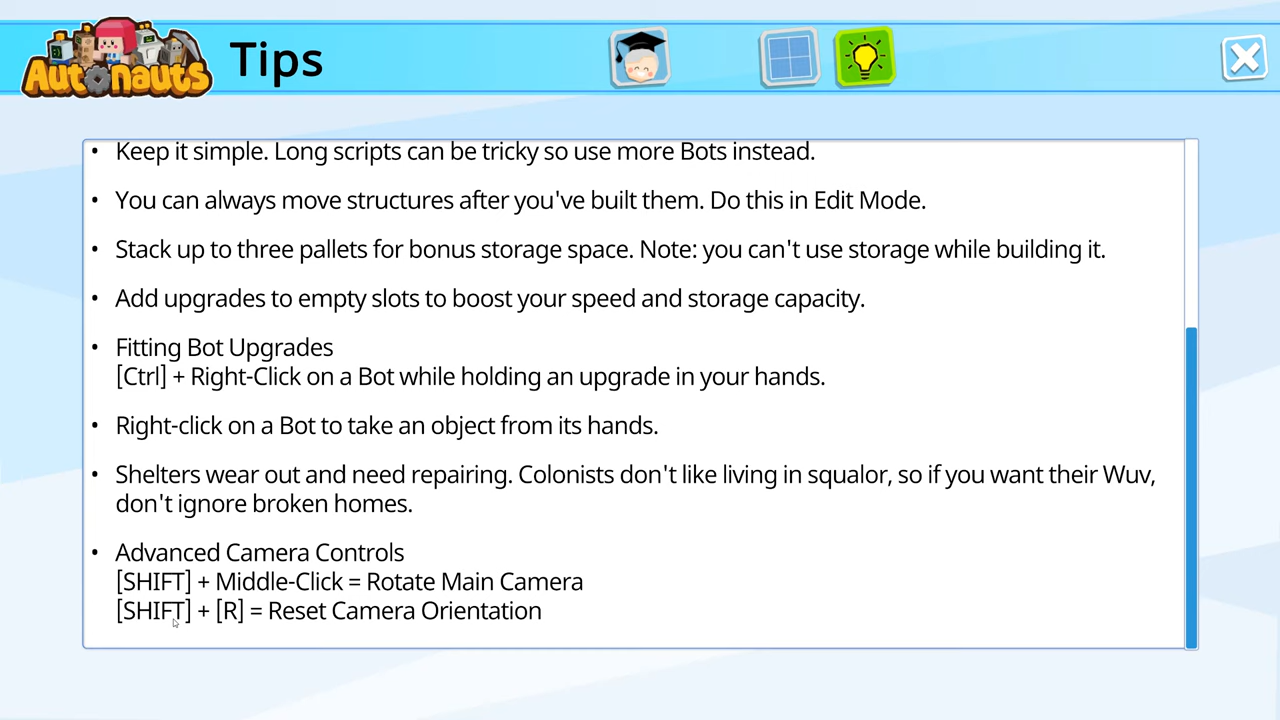 Autonauts
Tips
• Keep it simple. Long scripts can be tricky so use more Bots instead.
• You can always move structures after you've built them. Do this in Edit Mode.
• Stack up to three pallets for bonus storage space. Note: you can't use storage while building it.
• Add upgrades to empty slots to boost your speed and storage capacity.
• Fitting Bot Upgrades
[Ctrl] + Right-Click on a Bot while holding an upgrade in your hands.
• Right-click on a Bot to take an object from its hands.
• Shelters wear out and need repairing. Colonists don't like living in squalor, so if you want their Wuv,
don't ignore broken homes.
• Advanced Camera Controls
[SHIFT] + Middle-Click = Rotate Main Camera
[SHIFT] + [R] = Reset Camera Orientation